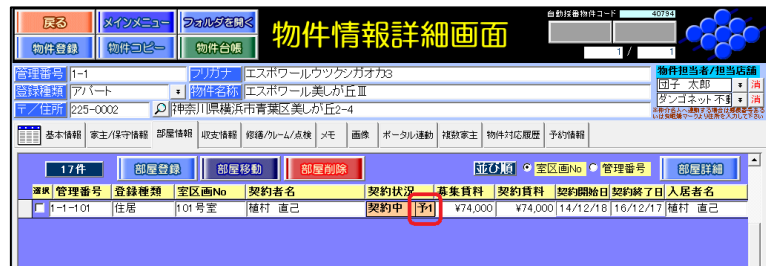 戻る メインメニュー フォルダを開く 物件情報詳細画面 自動採番物件コード 40794
物件登録 物件コピー 物件台帳 1 / 1
管理番号 1-1 フリガナ エスポワールウツクシガオカ3 物件担当者/担当店舗
登録種類 アパート 物件名称 エスポワール美しが丘Ⅲ 団子 太郎 消
〒/住所 225-0002 神奈川県横浜市青葉区美しが丘2-4 ダンゴネット不動 消
基本情報 家主/保守情報 部屋情報 収支情報 修繕/クレーム/点検 メモ 画像 ポータル連動 複数家主 物件対応履歴 予約情報
17件 部屋登録 部屋移動 部屋削除 並び順 室区画No 管理番号 部屋詳細
選択 管理番号 登録種類 室区画No 契約者名 契約状況 募集賃料 契約賃料 契約開始日 契約終了日 入居者名
1-1-101 住居 101号室 植村 直己 契約中 予1 ¥74,000 ¥74,000 14/12/18 16/12/17 植村 直己